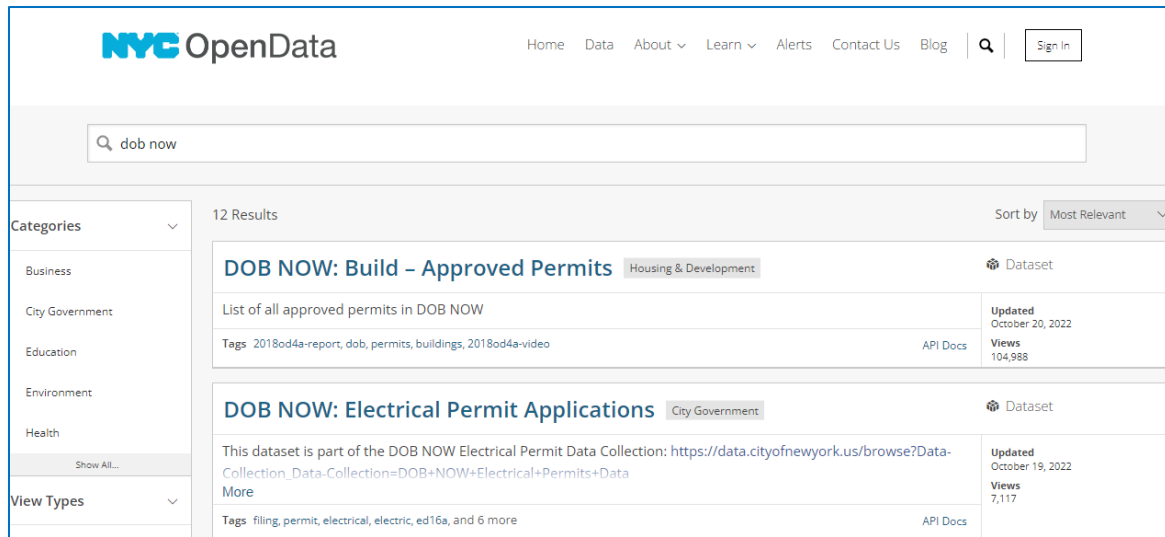 NYC OpenData
Home Data About Learn Alerts Contact Us Blog Sign In
dob now
Categories
Business
City Government
Education
Environment
Health
Show All...
View Types
12 Results
Sort by Most Relevant
DOB NOW: Build – Approved Permits Housing & Development
Dataset
List of all approved permits in DOB NOW
Updated
October 20, 2022
Tags 2018od4a-report, dob, permits, buildings, 2018od4a-video
API Docs
Views
104,988
DOB NOW: Electrical Permit Applications City Government
Dataset
This dataset is part of the DOB NOW Electrical Permit Data Collection: https://data.cityofnewyork.us/browse?Data-
Collection_Data-Collection=DOB+NOW+Electrical+Permits+Data
More
Updated
October 19, 2022
Views
7,117
Tags filing, permit, electrical, electric, ed16a, and 6 more
API Docs